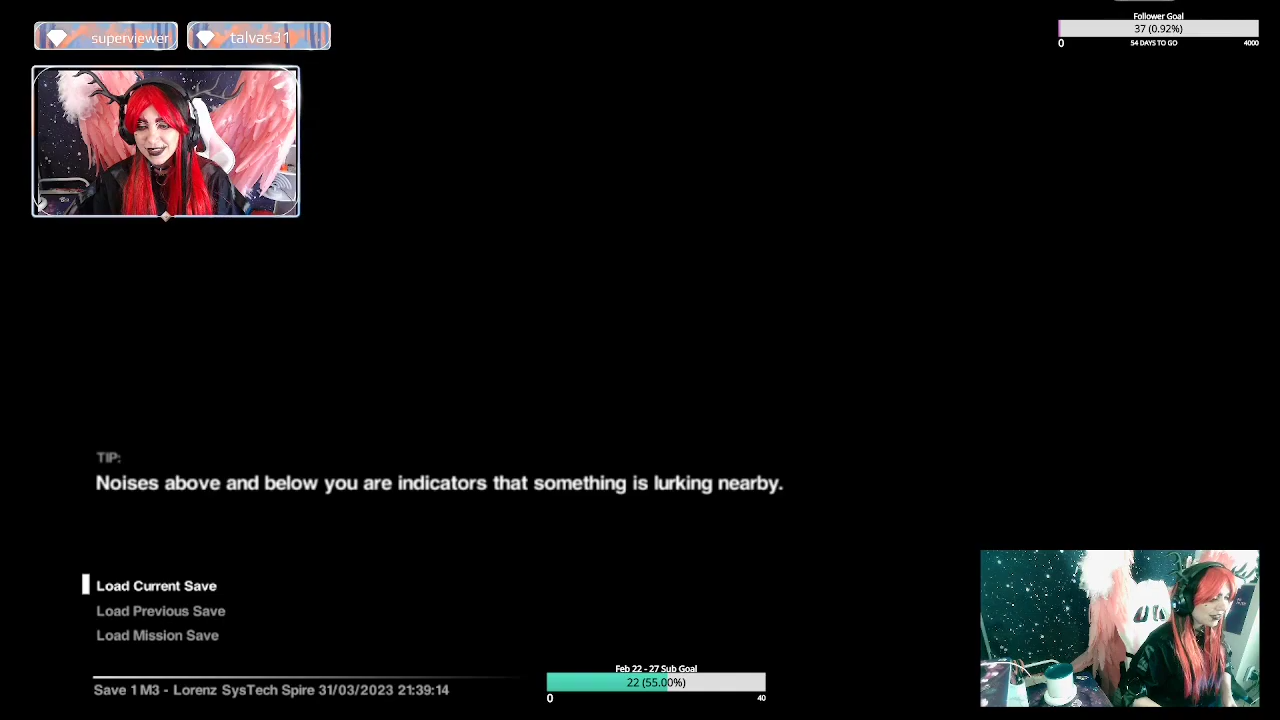 superviewer
talvas31
Follower Goal
37 (0.92%)
0
54 DAYS TO GO
4000
TIP:
Noises above and below you are indicators that something is lurking nearby.
Load Current Save
Load Previous Save
Load Mission Save
Save 1 M3 - Lorenz SysTech Spire 31/03/2023 21:39:14
Feb 22 - 27 Sub Goal
22 (55.00%)
0
40